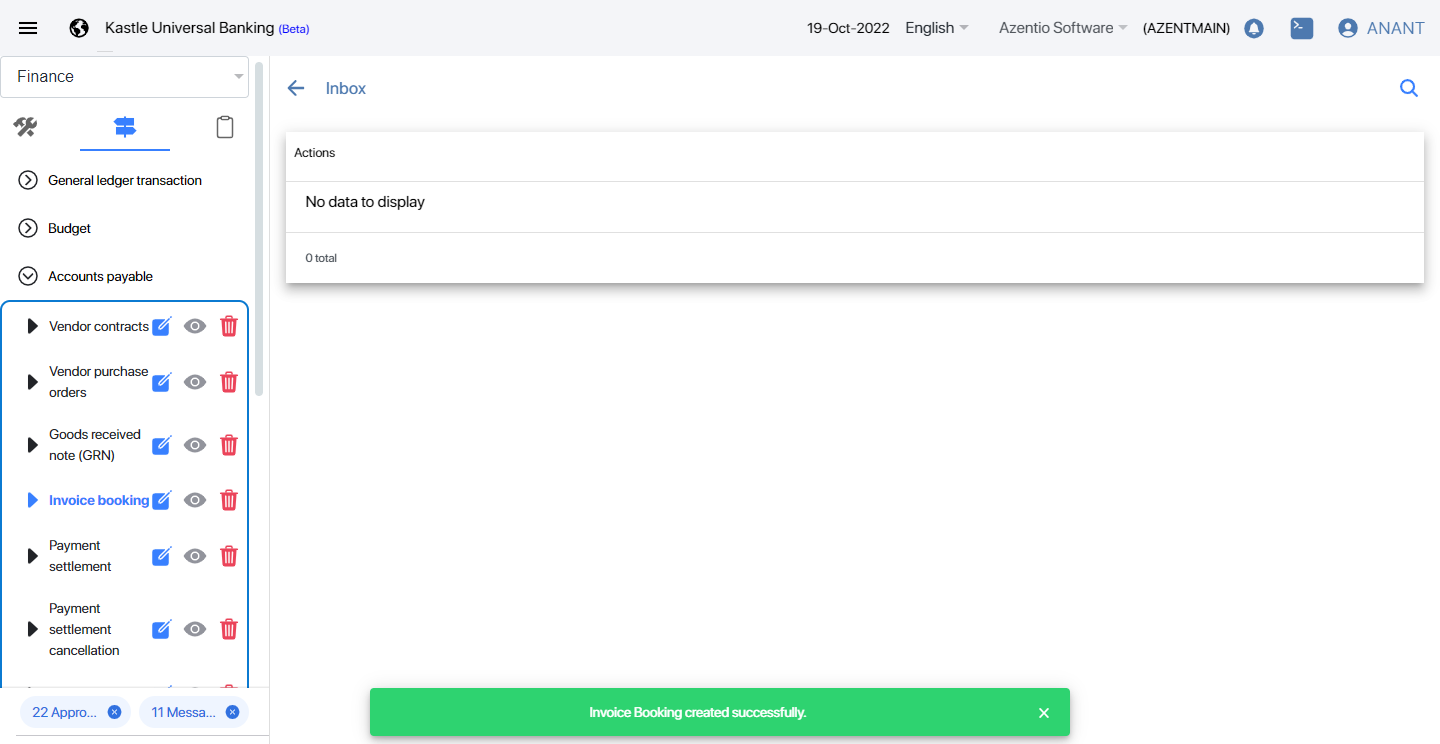 Kastle Universal Banking (Beta)
19-Oct-2022
English
Azentio Software
(AZENTMAIN)
ANANT
Finance
General ledger transaction
Budget
Accounts payable
Vendor contracts
Vendor purchase
orders
Goods received
note (GRN)
Invoice booking
Payment
settlement
Payment
settlement
cancellation
22 Appro...
11 Messa...
Inbox
Actions
No data to display
0 total
Invoice Booking created successfully.